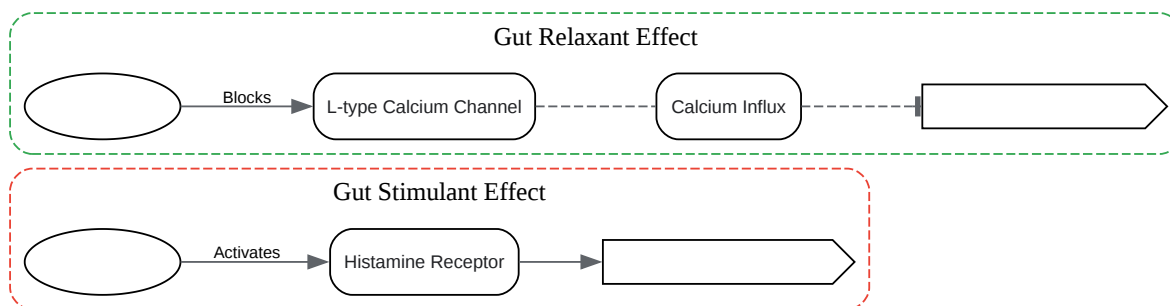 Gut Relaxant Effect
Blocks
L-type Calcium Channel
Calcium Influx
Gut Stimulant Effect
Activates
Histamine Receptor